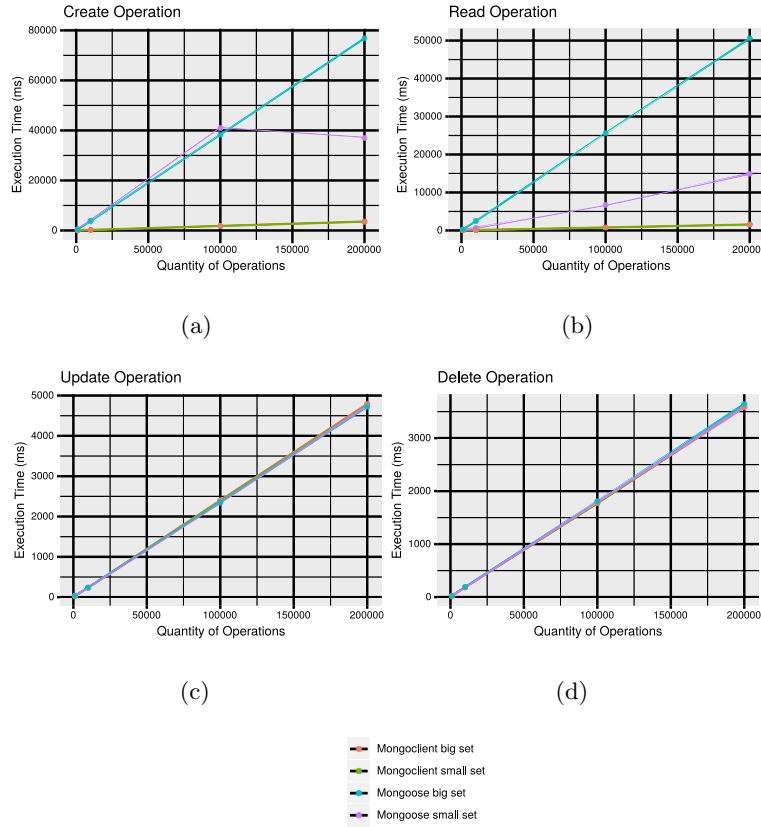 Create Operation
80000
60000
40000
20000
0
Execution Time (ms)
0 50000 100000 150000 200000
Quantity of Operations
(a)
Read Operation
50000
40000
30000
20000
10000
0
Execution Time (ms)
0 50000 100000 150000 20000
Quantity of Operations
(b)
Update Operation
5000
4000
3000
2000
1000
0
Execution Time (ms)
0 50000 100000 150000 200000
Quantity of Operations
(c)
Delete Operation
3000
2000
1000
0
Execution Time (ms)
0 50000 100000 150000 200000
Quantity of Operations
(d)
Mongoclient big set
Mongoclient small set
Mongoose big set
Mongoose small set